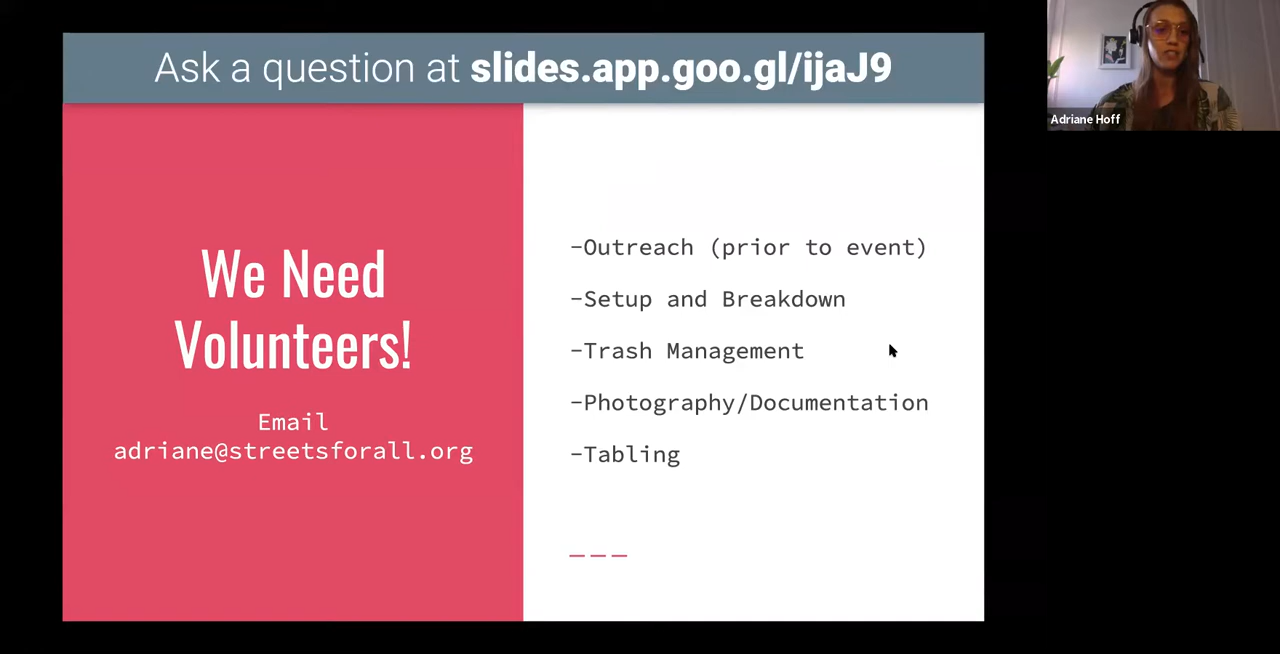 Ask a question at slides.app.goo.gl/ijaJ9
We Need
Volunteers!
Email
adriane@streetsforall.org
-Outreach (prior to event)
-Setup and Breakdown
-Trash Management
-Photography/Documentation
-Tabling
Adriane Hoff